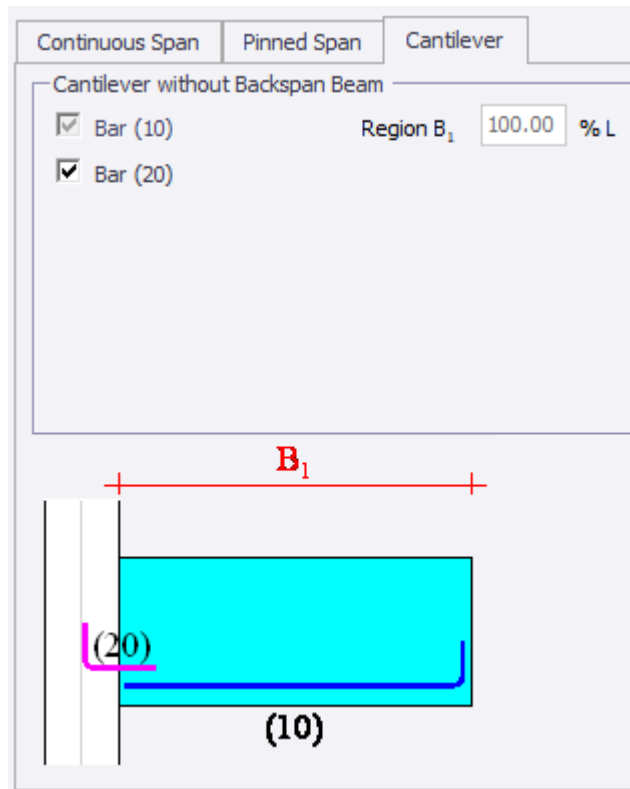 Continuous Span Pinned Span Cantilever
Cantilever without Backspan Beam
Bar (10) Region B₁ 100.00 % L
Bar (20)
B₁
(20)
(10)